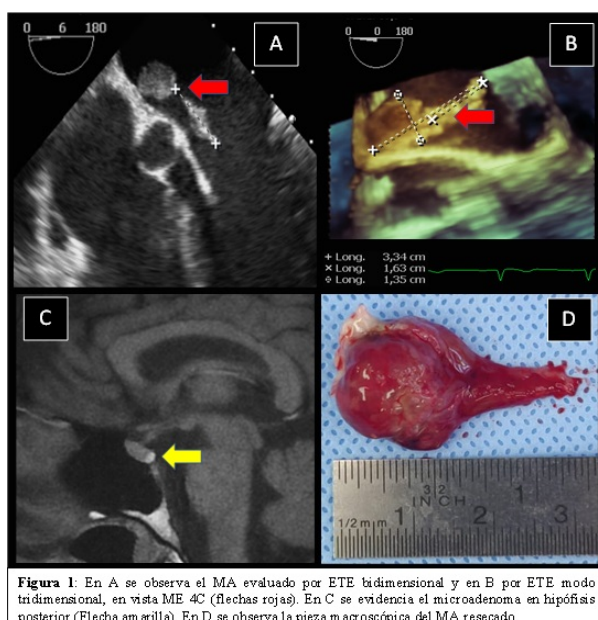 0 6 180
A
0 180
B
+ Long. 3,34 cm
× Long. 1,63 cm
Long. 1,35 cm
C
D
32
INCH 1
1/2 mm 1 2 3
Figura 1: En A se observa el MA evaluado por ETE bidimensional y en B por ETE modo
tridimensional, en vista ME 4C (flechas rojas). En C se evidencia el microadenoma en hipófisis
posterior (Flecha amarilla). En D se observa la pieza macroscópica del MA resecado.